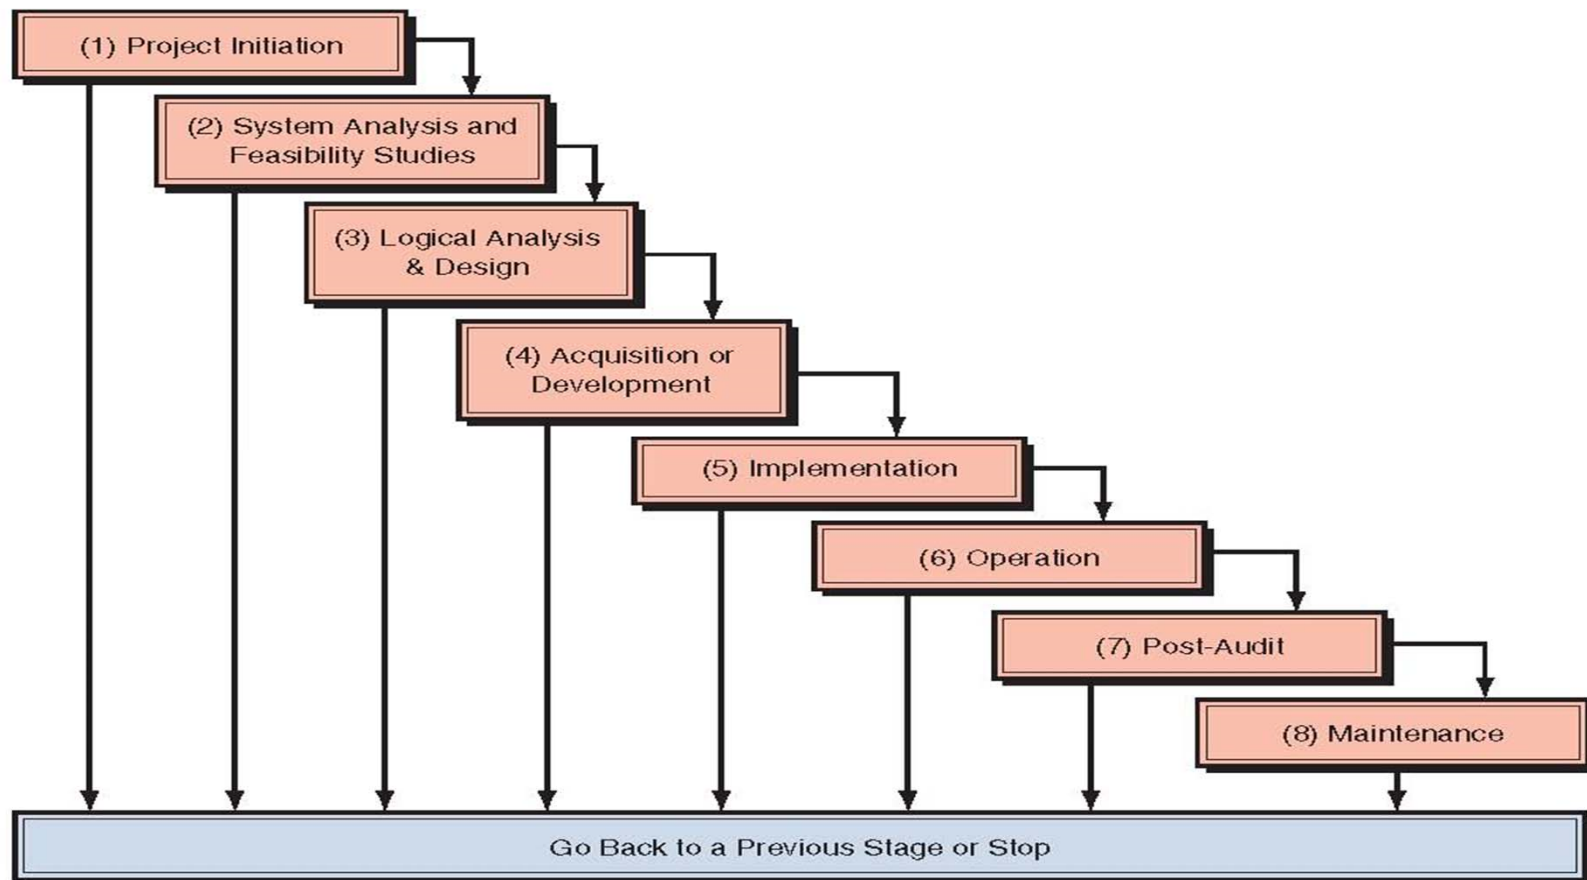 (1) Project Initiation
(2) System Analysis and
Feasibility Studies
(3) Logical Analysis
& Design
(4) Acquisition or
Development
(5) Implementation
(6) Operation
(7) Post-Audit
(8) Maintenance
Go Back to a Previous Stage or Stop